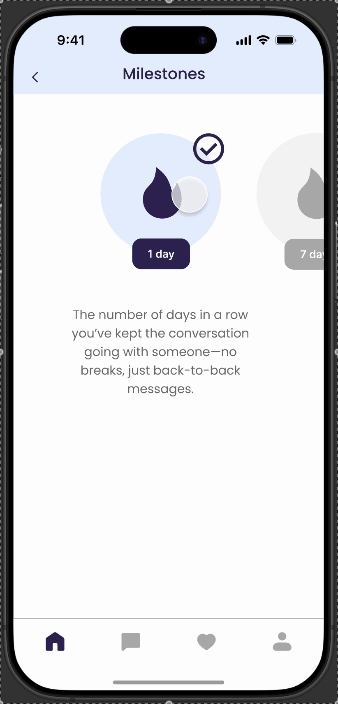 9:41
Milestones
1 day
7 day
The number of days in a row
you've kept the conversation
going with someone—no
breaks, just back-to-back
messages.